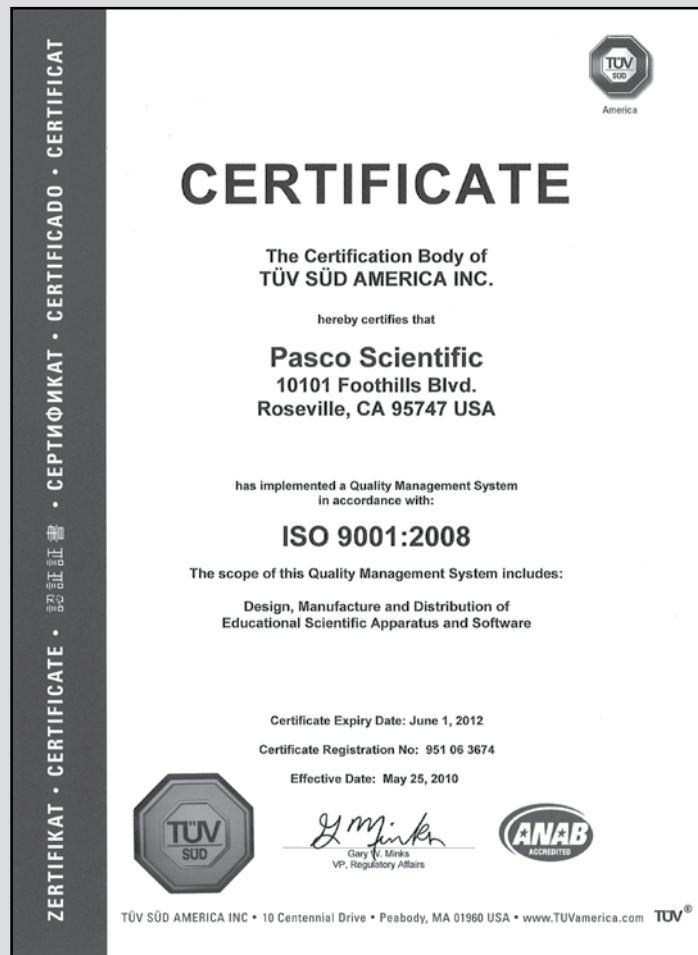 ZERTIFIKAT • CERTIFICATE • 認証証書 • СЕРТИФИКАТ • CERTIFICADO • CERTIFICAT
TÜV
SÜD
America
CERTIFICATE
The Certification Body of
TÜV SÜD AMERICA INC.
hereby certifies that
Pasco Scientific
10101 Foothills Blvd.
Roseville, CA 95747 USA
has implemented a Quality Management System
in accordance with:
ISO 9001:2008
The scope of this Quality Management System includes:
Design, Manufacture and Distribution of
Educational Scientific Apparatus and Software
Certificate Expiry Date: June 1, 2012
Certificate Registration No: 951 06 3674
Effective Date: May 25, 2010
TÜV
SÜD
G Minks
Gary W. Minks
VP, Regulatory Affairs
ANAB
ACCREDITED
TÜV SÜD AMERICA INC • 10 Centennial Drive • Peabody, MA 01960 USA • www.TUVamerica.com TÜV®